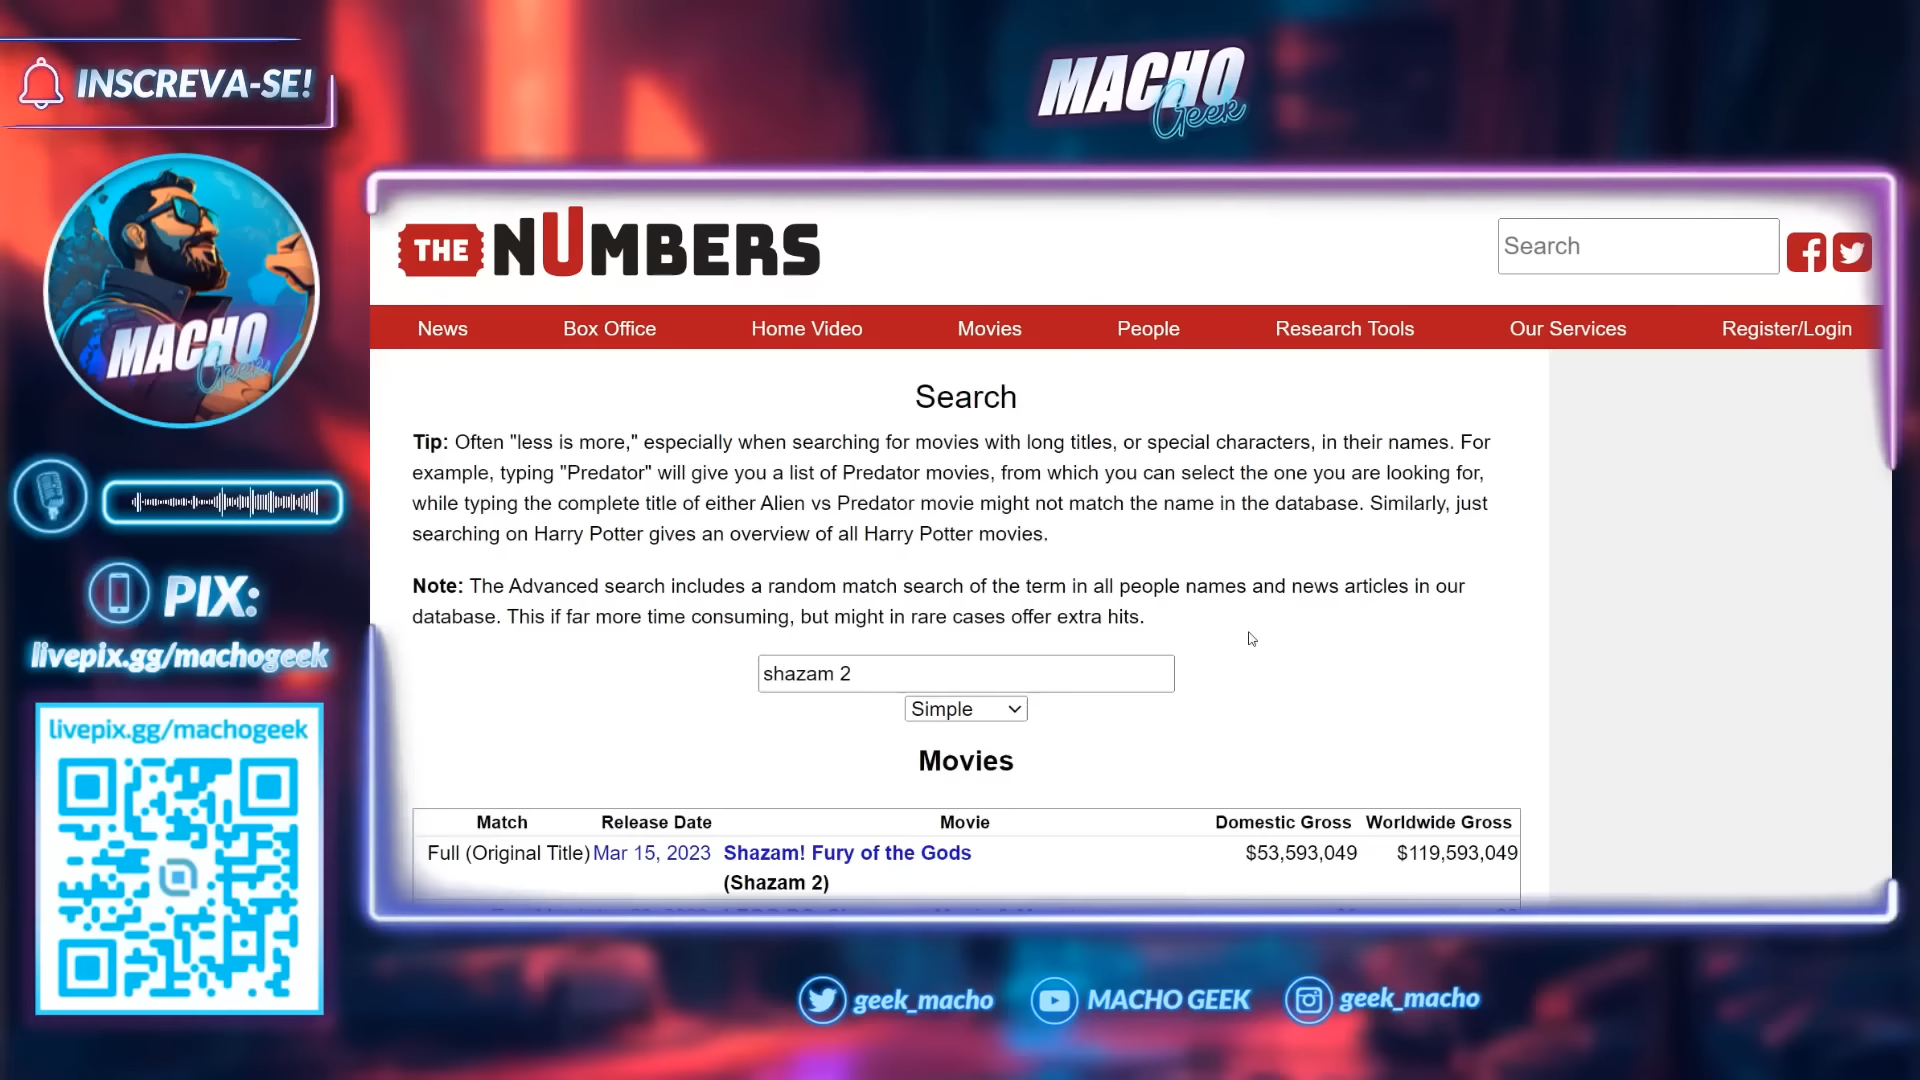 INSCREVA-SE!
MACHO
Geek
MACHO
Geek
PIX:
livepix.gg/machogeek
livepix.gg/machogeek
THE NUMBERS
Search
News
Box Office
Home Video
Movies
People
Research Tools
Our Services
Register/Login
Search
Tip: Often "less is more," especially when searching for movies with long titles, or special characters, in their names. For
example, typing "Predator" will give you a list of Predator movies, from which you can select the one you are looking for,
while typing the complete title of either Alien vs Predator movie might not match the name in the database. Similarly, just
searching on Harry Potter gives an overview of all Harry Potter movies.
Note: The Advanced search includes a random match search of the term in all people names and news articles in our
database. This if far more time consuming, but might in rare cases offer extra hits.
shazam 2
Simple
Movies
Match Release Date Movie Domestic Gross Worldwide Gross
Full (Original Title) Mar 15, 2023 Shazam! Fury of the Gods $53,593,049 $119,593,049
(Shazam 2)
geek_macho
MACHO GEEK
geek_macho